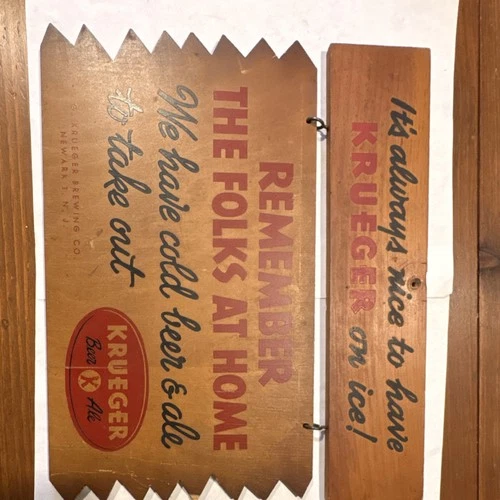 It's always nice to have
KRUEGER on ice!
REMEMBER
THE FOLKS AT HOME
We have cold beer & ale
to take out
KRUEGER
Beer K Ale
KRUEGER BREWING CO.
NEWARK 1, N. J.